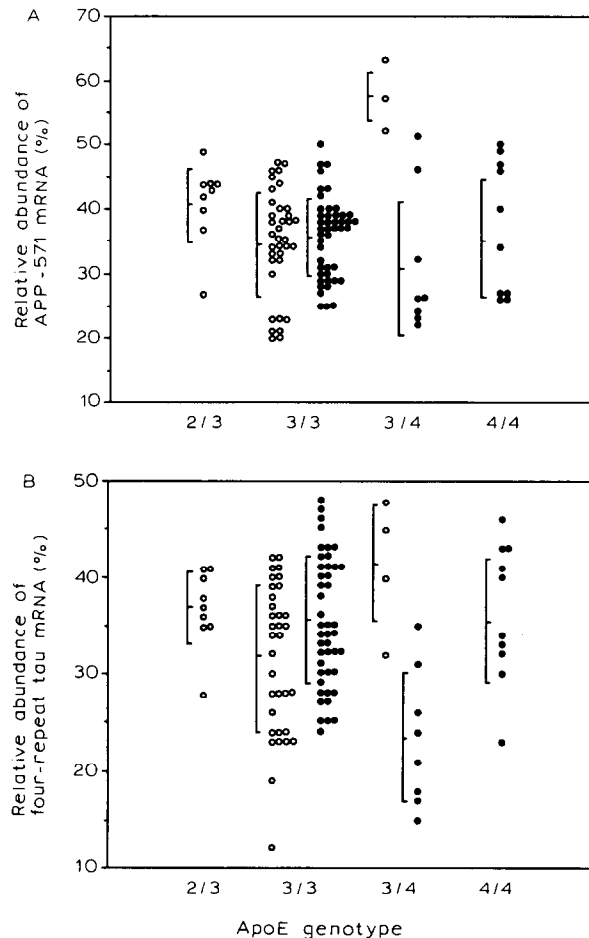 A
Relative abundance of
APP-571 mRNA (%)
70
60
50
40
30
20
10
2/3 3/3 3/4 4/4
B
Relative abundance of
four-repeat tau mRNA (%)
50
40
30
20
10
2/3 3/3 3/4 4/4
ApoE genotype